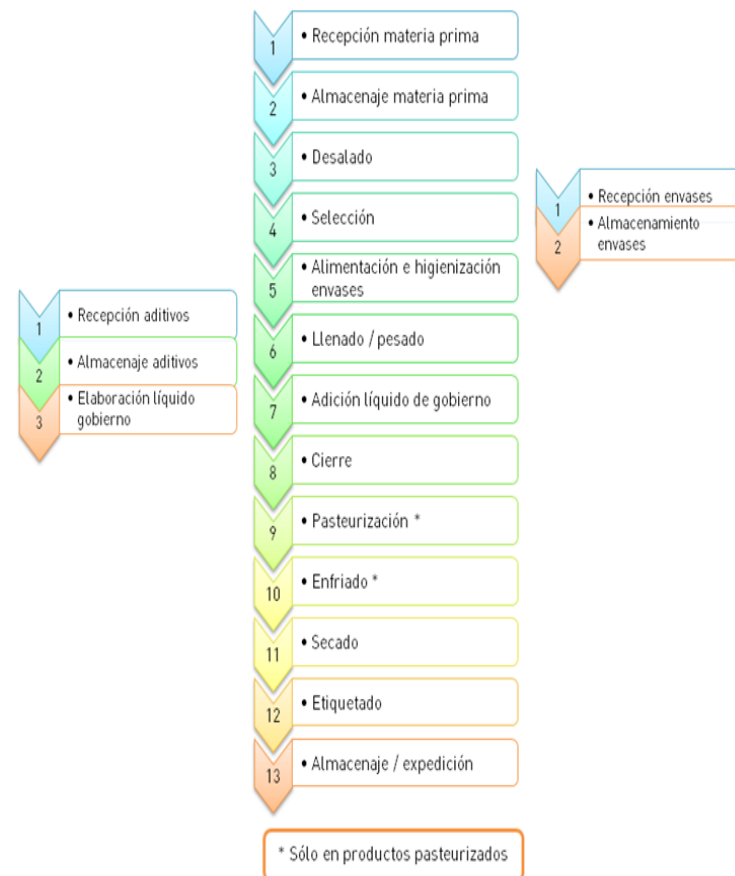 1
• Recepción materia prima
2
• Almacenaje materia prima
3
• Desalado
4
• Selección
5
• Alimentación e higienización
envases
6
• Llenado / pesado
7
• Adición líquido de gobierno
8
• Cierre
9
• Pasteurización *
10
• Enfriado *
11
• Secado
12
• Etiquetado
13
• Almacenaje / expedición
1
• Recepción aditivos
2
• Almacenaje aditivos
3
• Elaboración líquido
gobierno
1
• Recepción envases
2
• Almacenamiento
envases
* Sólo en productos pasteurizados